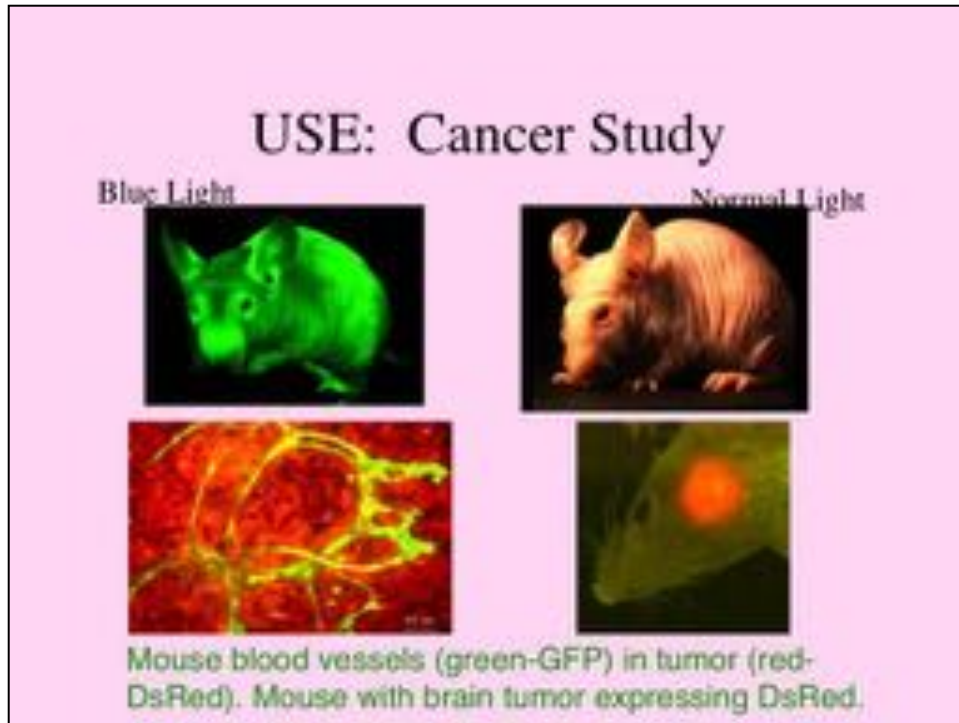 USE: Cancer Study
Blue Light
Normal Light
Mouse blood vessels (green-GFP) in tumor (red-
DsRed). Mouse with brain tumor expressing DsRed.